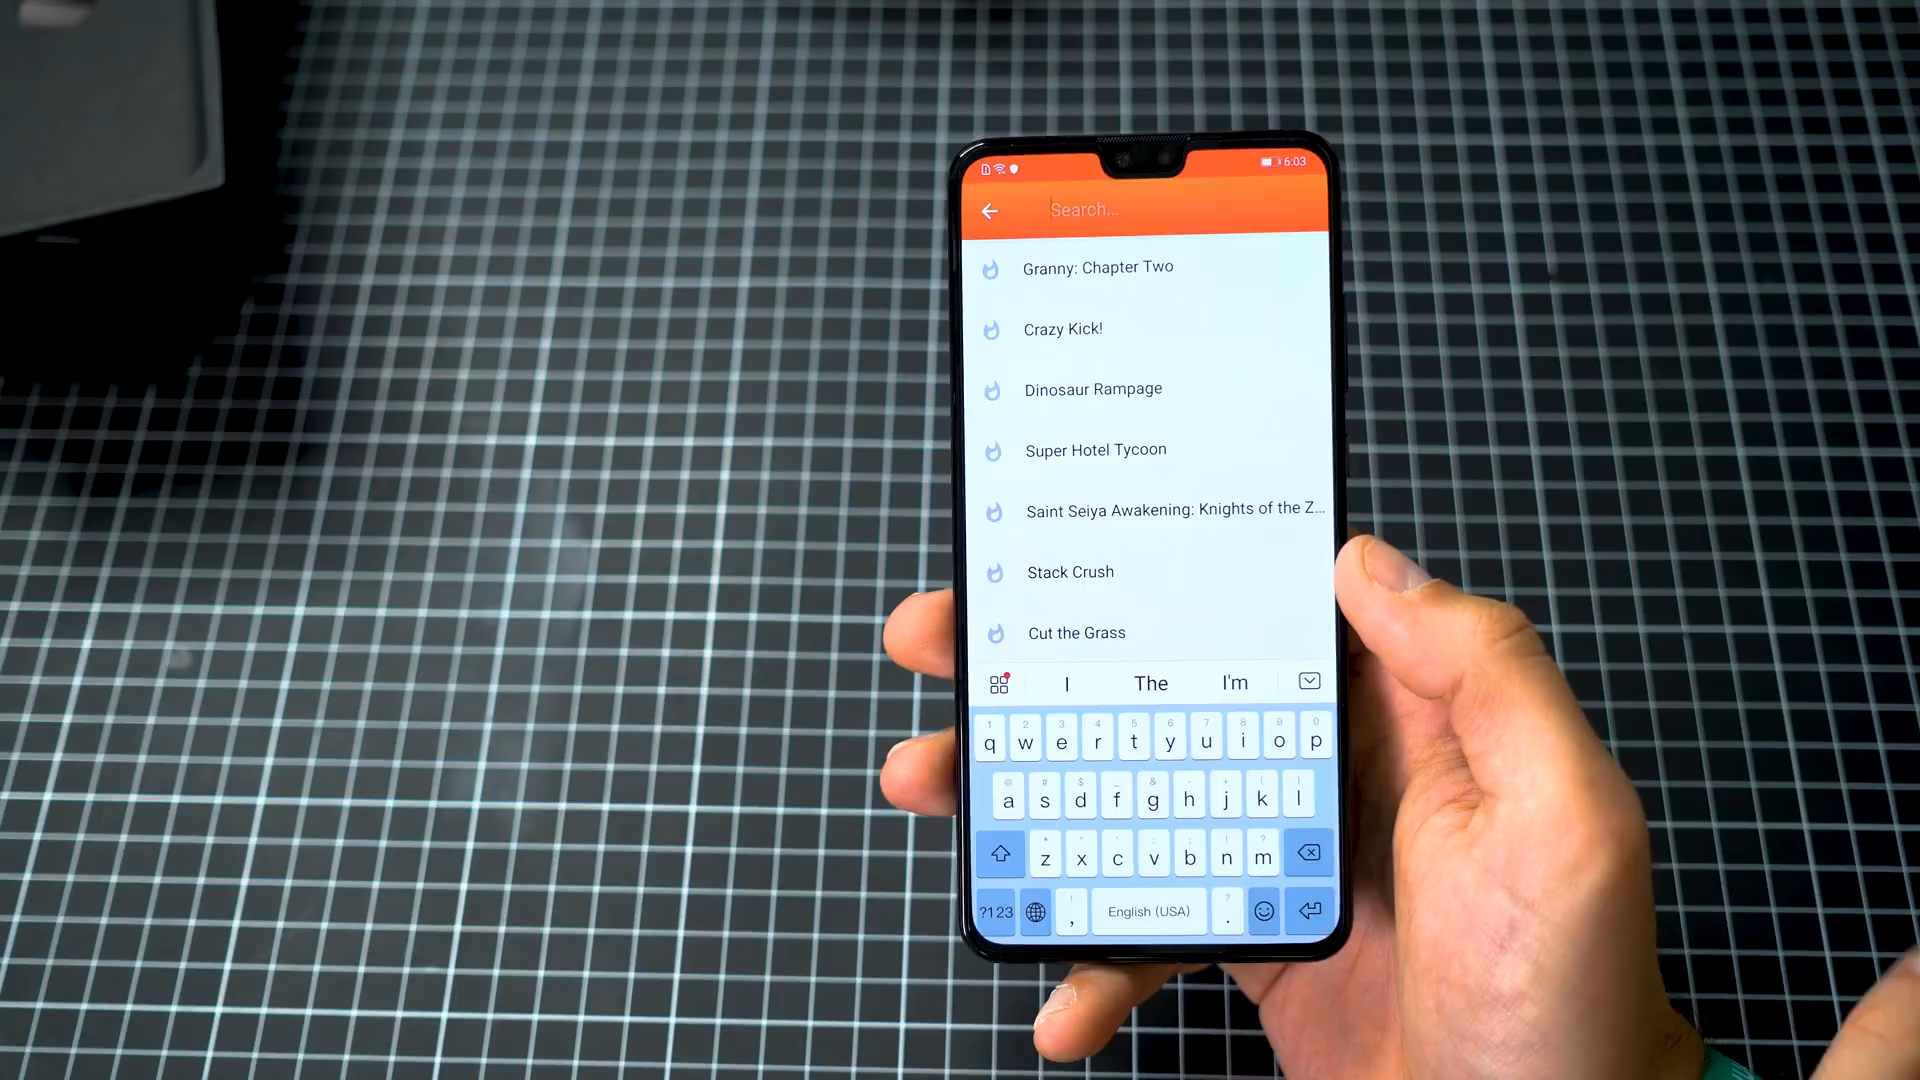 6:03
Search...
Granny: Chapter Two
Crazy Kick!
Dinosaur Rampage
Super Hotel Tycoon
Saint Seiya Awakening: Knights of the Z...
Stack Crush
Cut the Grass
I The I'm
1 2 3 4 5 6 7 8 9 0
q w e r t y u i o p
@ # $ _ & - + ( )
a s d f g h j k l
* " ' : ; ! ?
z x c v b n m
?123 , English (USA) .